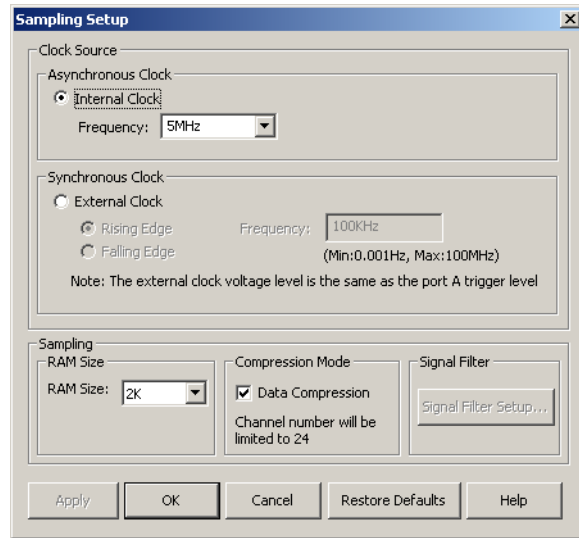 Sampling Setup
Clock Source
Asynchronous Clock
Internal Clock
Frequency: 5MHz
Synchronous Clock
External Clock
Rising Edge Frequency: 100KHz
Falling Edge (Min:0.001Hz, Max:100MHz)
Note: The external clock voltage level is the same as the port A trigger level
Sampling
RAM Size Compression Mode Signal Filter
RAM Size: 2K Data Compression Signal Filter Setup...
Channel number will be
limited to 24
Apply OK Cancel Restore Defaults Help